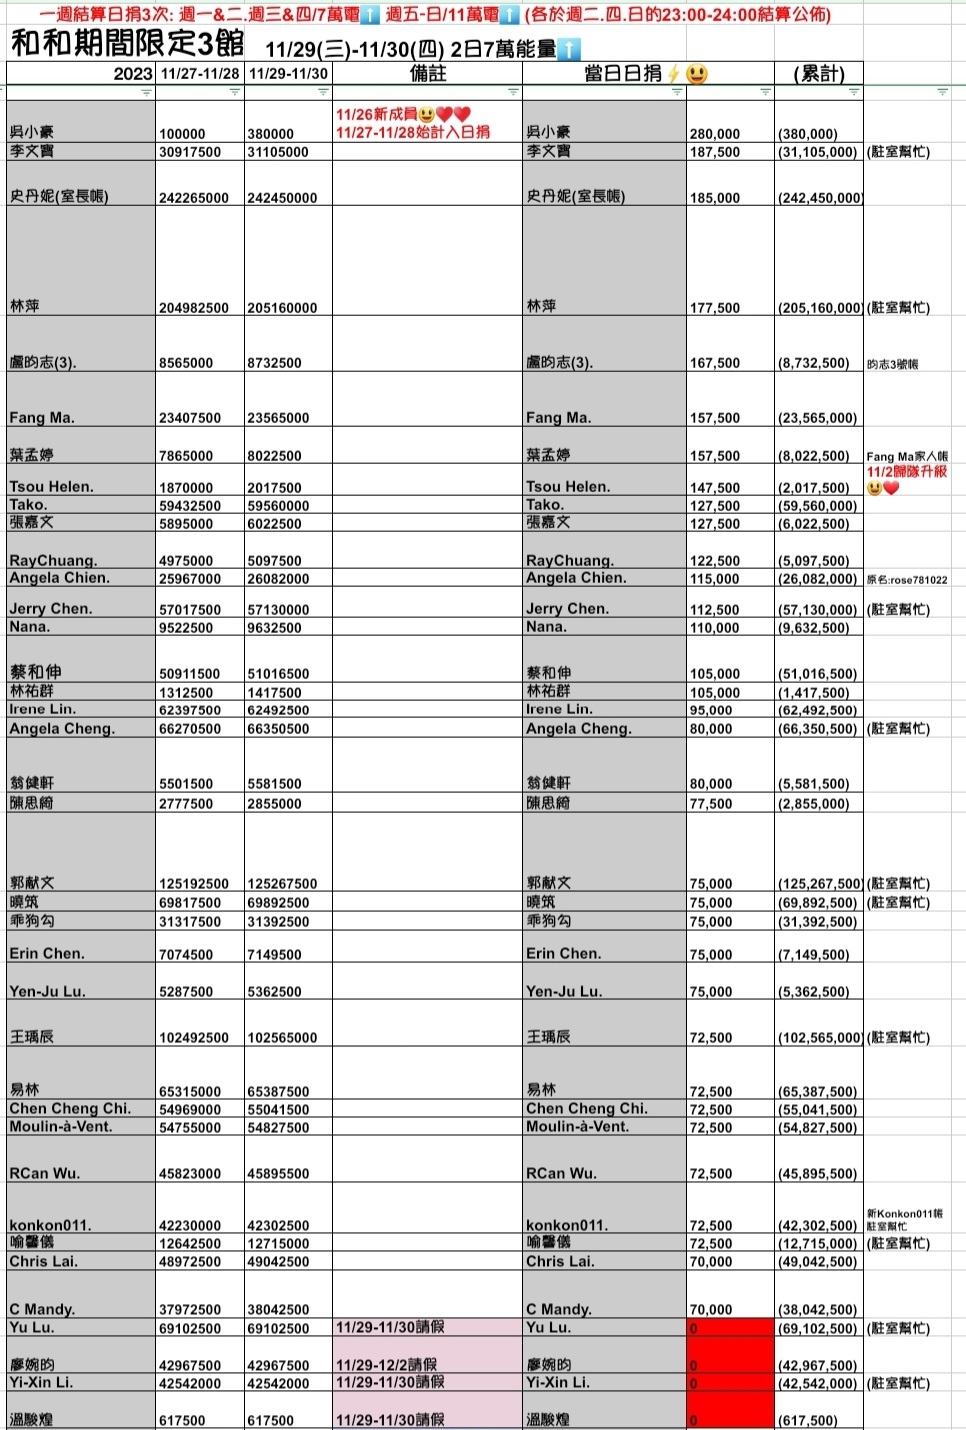 一週結算日捐3次: 週一&二.週三&四/7萬電⬆️ 週五-日/11萬電⬆️ (各於週二.四.日的23:00-24:00結算公佈)
和和期間限定3館 11/29(三)-11/30(四) 2日7萬能量⬆️
2023 11/27-11/28 11/29-11/30 備註 當日日捐⚡😃 (累計)
11/26新成員😃❤️❤️
吳小豪 100000 380000 11/27-11/28始計入日捐 吳小豪 280,000 (380,000)
李文寶 30917500 31105000 李文寶 187,500 (31,105,000) (駐室幫忙)
史丹妮(室長帳) 242265000 242450000 史丹妮(室長帳) 185,000 (242,450,000)
林萍 204982500 205160000 林萍 177,500 (205,160,000) (駐室幫忙)
盧昀志(3). 8565000 8732500 盧昀志(3). 167,500 (8,732,500) 昀志3號帳
Fang Ma. 23407500 23565000 Fang Ma. 157,500 (23,565,000)
葉孟婷 7865000 8022500 葉孟婷 157,500 (8,022,500) Fang Ma家人帳
11/2歸隊升級
Tsou Helen. 1870000 2017500 Tsou Helen. 147,500 (2,017,500) 😃❤️
Tako. 59432500 59560000 Tako. 127,500 (59,560,000)
張嘉文 5895000 6022500 張嘉文 127,500 (6,022,500)
RayChuang. 4975000 5097500 RayChuang. 122,500 (5,097,500)
Angela Chien. 25967000 26082000 Angela Chien. 115,000 (26,082,000) 原名:rose781022
Jerry Chen. 57017500 57130000 Jerry Chen. 112,500 (57,130,000) (駐室幫忙)
Nana. 9522500 9632500 Nana. 110,000 (9,632,500)
蔡和伸 50911500 51016500 蔡和伸 105,000 (51,016,500)
林祐群 1312500 1417500 林祐群 105,000 (1,417,500)
Irene Lin. 62397500 62492500 Irene Lin. 95,000 (62,492,500)
Angela Cheng. 66270500 66350500 Angela Cheng. 80,000 (66,350,500) (駐室幫忙)
翁健軒 5501500 5581500 翁健軒 80,000 (5,581,500)
陳思綺 2777500 2855000 陳思綺 77,500 (2,855,000)
郭献文 125192500 125267500 郭献文 75,000 (125,267,500) (駐室幫忙)
曉筑 69817500 69892500 曉筑 75,000 (69,892,500) (駐室幫忙)
乖狗勾 31317500 31392500 乖狗勾 75,000 (31,392,500)
Erin Chen. 7074500 7149500 Erin Chen. 75,000 (7,149,500)
Yen-Ju Lu. 5287500 5362500 Yen-Ju Lu. 75,000 (5,362,500)
王瑀辰 102492500 102565000 王瑀辰 72,500 (102,565,000) (駐室幫忙)
易林 65315000 65387500 易林 72,500 (65,387,500)
Chen Cheng Chi. 54969000 55041500 Chen Cheng Chi. 72,500 (55,041,500)
Moulin-à-Vent. 54755000 54827500 Moulin-à-Vent. 72,500 (54,827,500)
RCan Wu. 45823000 45895500 RCan Wu. 72,500 (45,895,500)
新Konkon011帳
konkon011. 42230000 42302500 konkon011. 72,500 (42,302,500) 駐室幫忙
喻馨儀 12642500 12715000 喻馨儀 72,500 (12,715,000) (駐室幫忙)
Chris Lai. 48972500 49042500 Chris Lai. 70,000 (49,042,500)
C Mandy. 37972500 38042500 C Mandy. 70,000 (38,042,500)
Yu Lu. 69102500 69102500 11/29-11/30請假 Yu Lu. 0 (69,102,500) (駐室幫忙)
廖婉昀 42967500 42967500 11/29-12/2請假 廖婉昀 0 (42,967,500)
Yi-Xin Li. 42542000 42542000 11/29-11/30請假 Yi-Xin Li. 0 (42,542,000) (駐室幫忙)
溫駿煌 617500 617500 11/29-11/30請假 溫駿煌 0 (617,500)